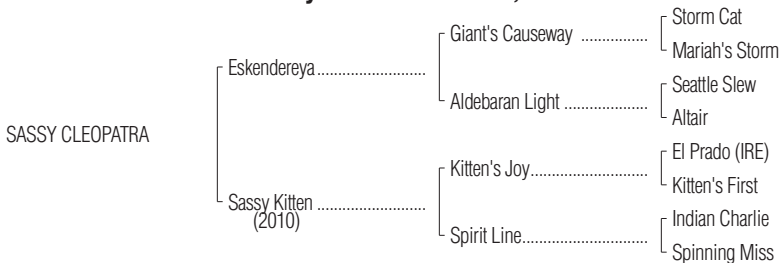 Storm Cat
Giant's Causeway ................
Mariah's Storm
Eskendereya..........................
Seattle Slew
Aldebaran Light ....................
Altair
SASSY CLEOPATRA
El Prado (IRE)
Kitten's Joy............................
Kitten's First
Sassy Kitten ..........................
(2010)
Indian Charlie
Spirit Line..............................
Spinning Miss